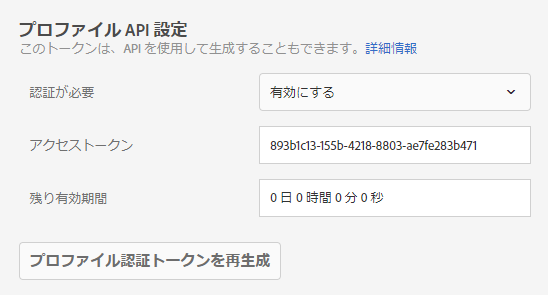 プロファイル API 設定
このトークンは、API を使用して生成することもできます。詳細情報
認証が必要
有効にする
アクセストークン
893b1c13-155b-4218-8803-ae7fe283b471
残り有効期間
0 日 0 時間 0 分 0 秒
プロファイル認証トークンを再生成